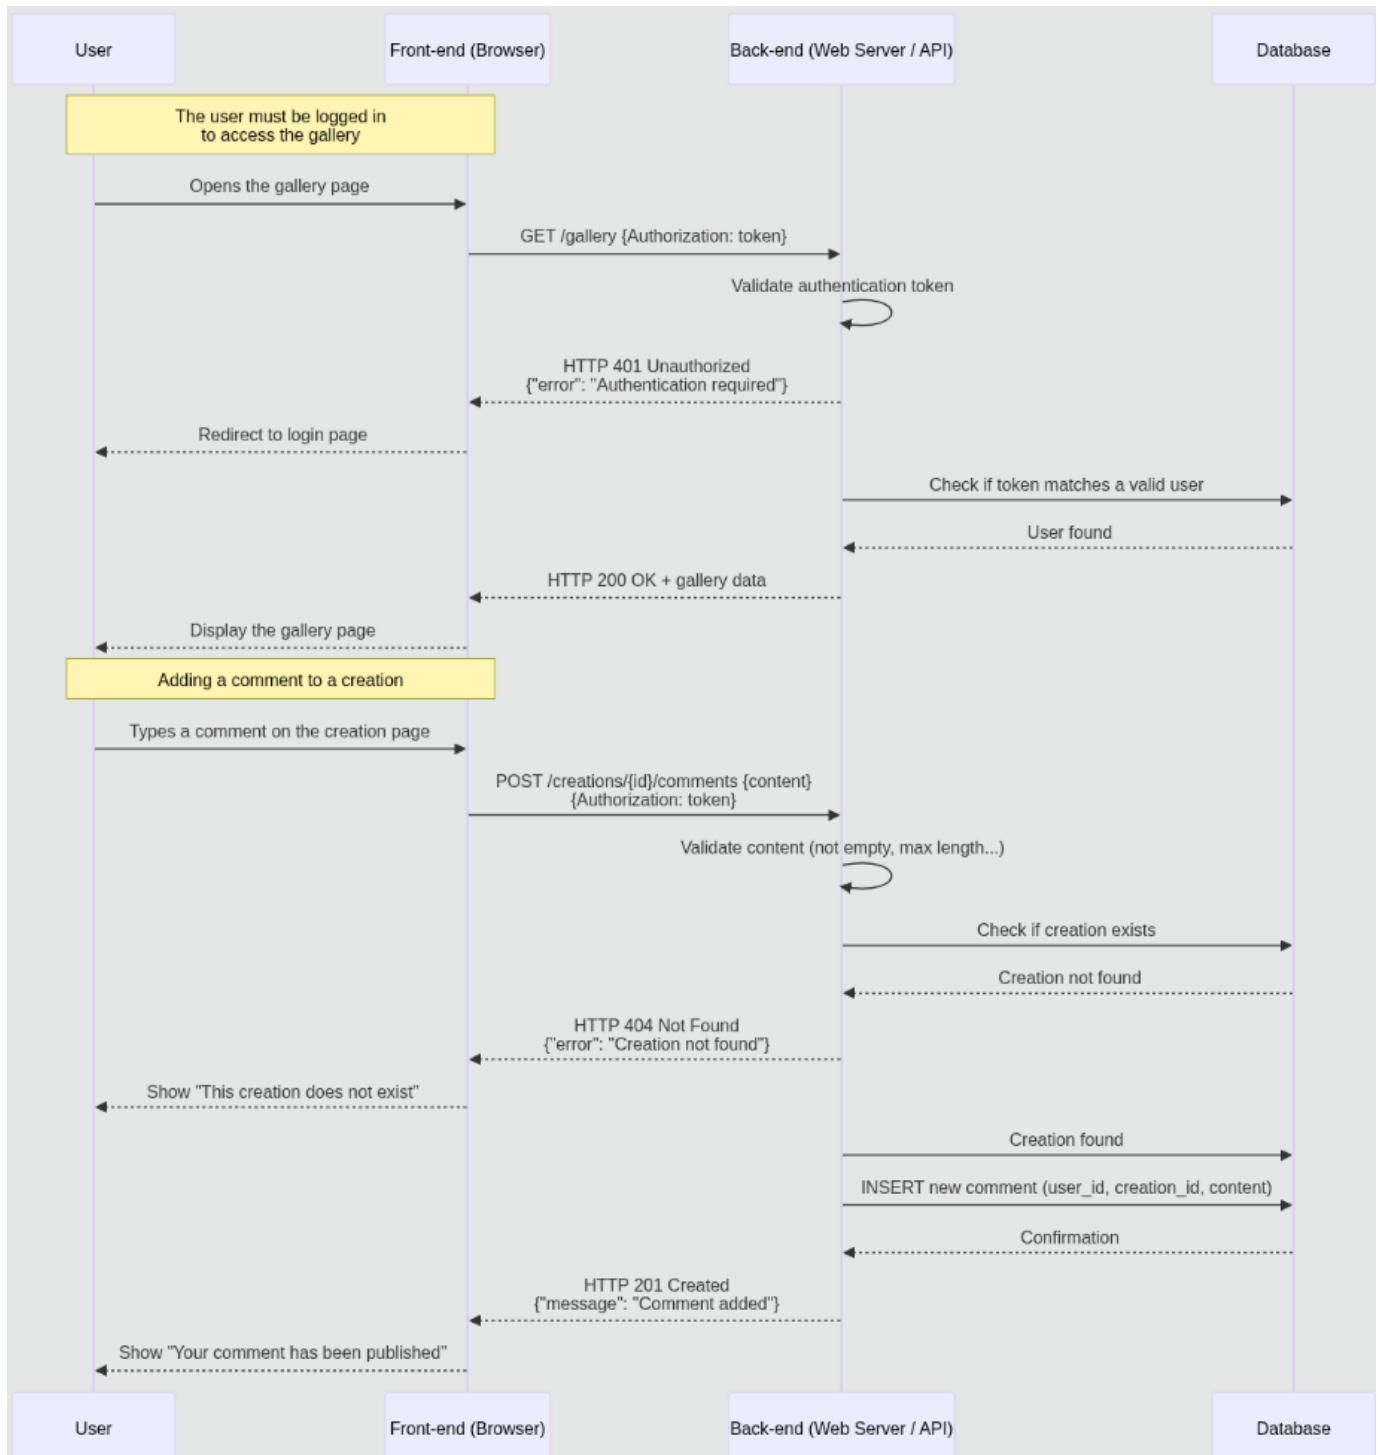 User
Front-end (Browser)
Back-end (Web Server / API)
Database
The user must be logged in
to access the gallery
Opens the gallery page
GET /gallery {Authorization: token}
Validate authentication token
HTTP 401 Unauthorized
{"error": "Authentication required"}
Redirect to login page
Check if token matches a valid user
User found
HTTP 200 OK + gallery data
Display the gallery page
Adding a comment to a creation
Types a comment on the creation page
POST /creations/{id}/comments {content}
{Authorization: token}
Validate content (not empty, max length...)
Check if creation exists
Creation not found
HTTP 404 Not Found
{"error": "Creation not found"}
Show "This creation does not exist"
Creation found
INSERT new comment (user_id, creation_id, content)
Confirmation
HTTP 201 Created
{"message": "Comment added"}
Show "Your comment has been published"
User
Front-end (Browser)
Back-end (Web Server / API)
Database